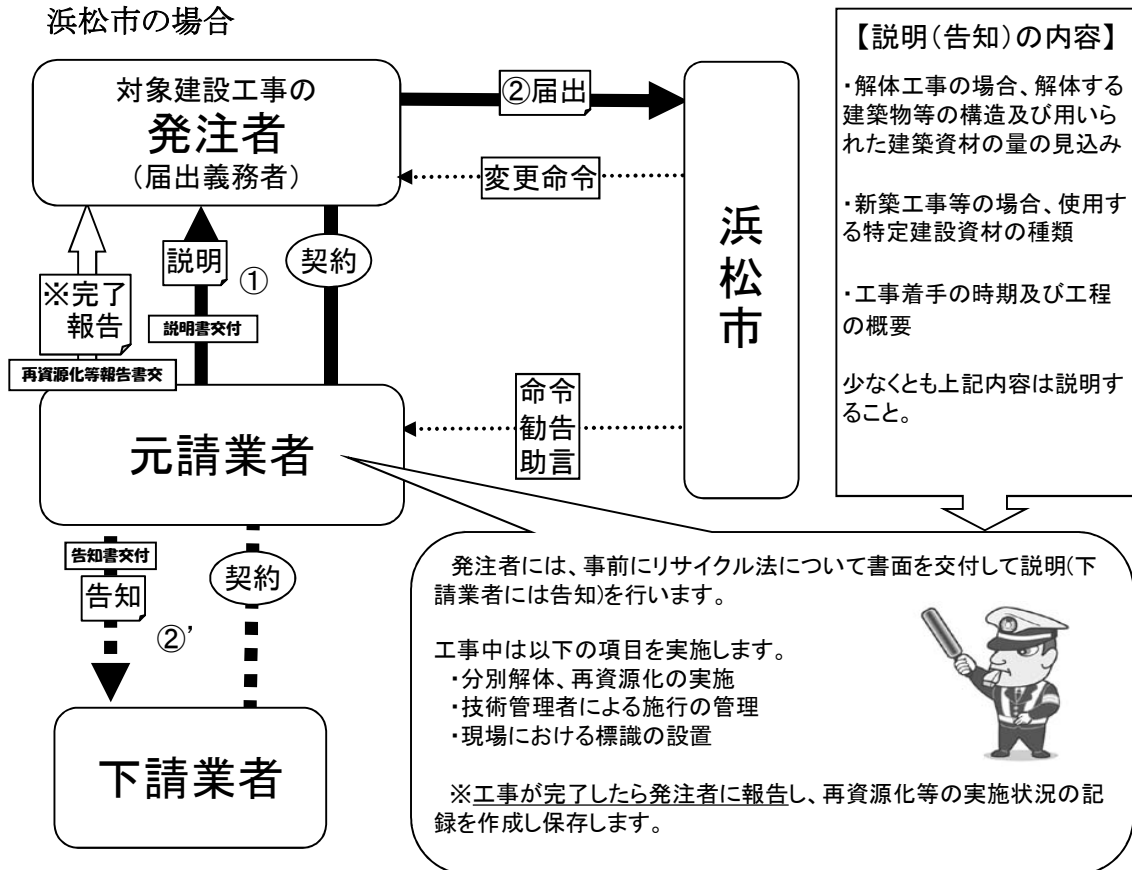 浜松市の場合
対象建設工事の
発注者
（届出義務者）
②届出
変更命令
浜松市
※完了
報告
再資源化等報告書交
説明
①
説明書交付
契約
元請業者
命令
勧告
助言
告知書交付
告知
②’
契約
下請業者
【説明（告知）の内容】
・解体工事の場合、解体する
建築物等の構造及び用いら
れた建築資材の量の見込み
・新築工事等の場合、使用す
る特定建設資材の種類
・工事着手の時期及び工程
の概要
少なくとも上記内容は説明す
ること。
発注者には、事前にリサイクル法について書面を交付して説明(下
請業者には告知)を行います。
工事中は以下の項目を実施します。
・分別解体、再資源化の実施
・技術管理者による施行の管理
・現場における標識の設置
※工事が完了したら発注者に報告し、再資源化等の実施状況の記
録を作成し保存します。